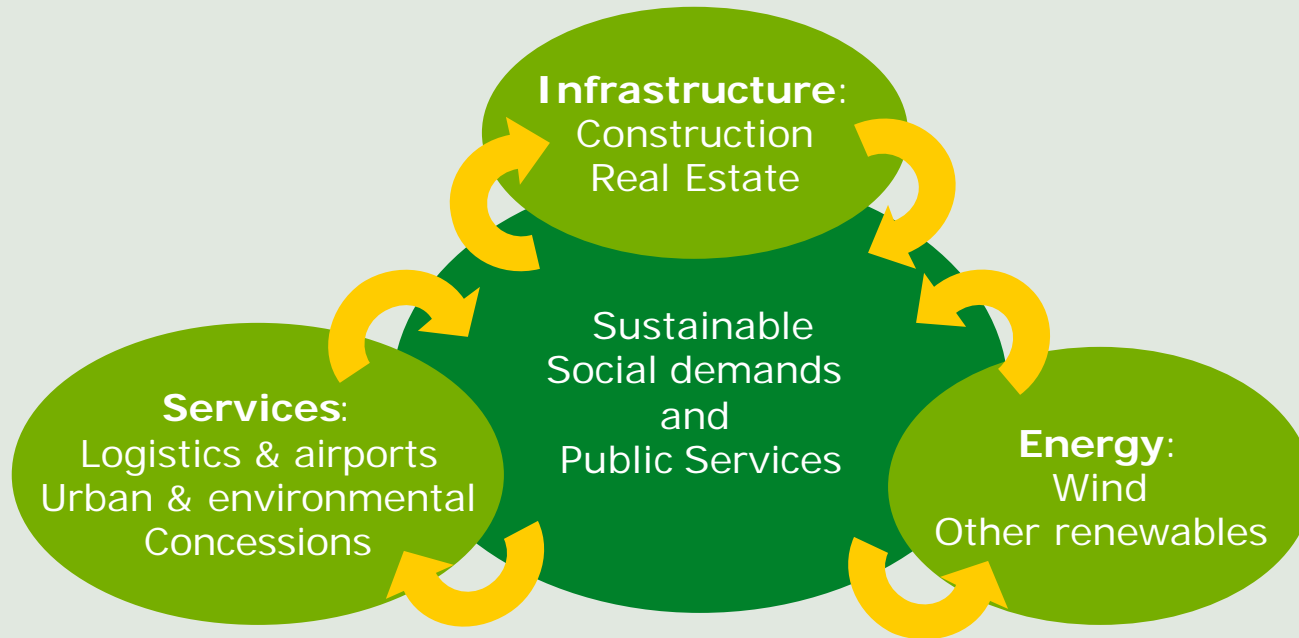 Infrastructure:
Construction
Real Estate
Sustainable
Social demands
and
Public Services
Services:
Logistics & airports
Urban & environmental
Concessions
Energy:
Wind
Other renewables